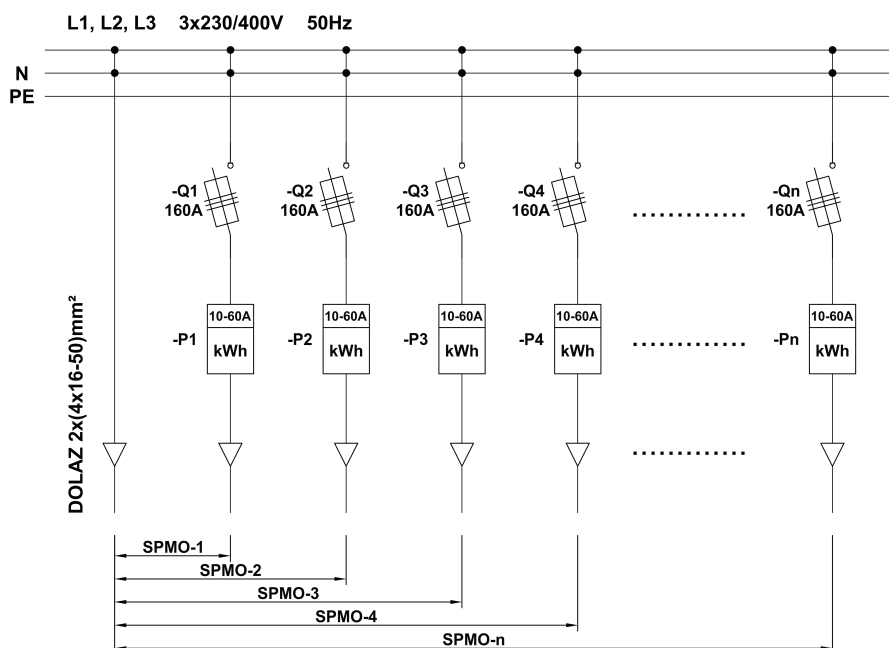 L1, L2, L3 3x230/400V 50Hz
N
PE
-Q1
160A
-Q2
160A
-Q3
160A
-Q4
160A
.............
-Qn
160A
10-60A
-P1
kWh
10-60A
-P2
kWh
10-60A
-P3
kWh
10-60A
-P4
kWh
.............
10-60A
-Pn
kWh
DOLAZ 2x(4x16-50)mm²
.............
SPMO-1
SPMO-2
SPMO-3
SPMO-4
SPMO-n